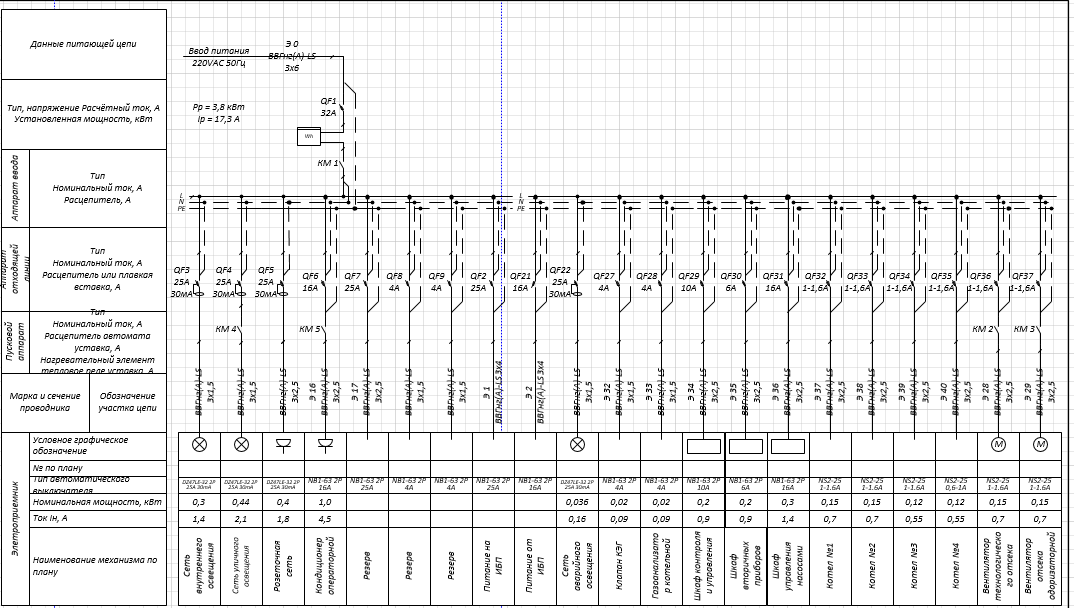 Данные питающей цепи
Ввод питания
220VAC 50Гц
Э 0
ВВГнг(А)-LS
3х6
Тип, напряжение Расчётный ток, А
Установленная мощность, кВт
Рр = 3,8 кВт
Iр = 17,3 А
QF1
32А
Wh
КМ 1
Аппарат ввода
Тип
Номинальный ток, А
Расцепитель, А
L
N
PE
L
N
PE
Аппарат
отходящей
линии
Тип
Номинальный ток, А
Расцепитель или плавкая
вставка, А
QF3
25А
30мА
QF4
25А
30мА
QF5
25А
30мА
QF6
16А
QF7
25А
QF8
4А
QF9
4А
QF2
25А
QF21
16А
QF22
25А
30мА
QF27
4А
QF28
4А
QF29
10А
QF30
6А
QF31
16А
QF32
1-1,6А
QF33
1-1,6А
QF34
1-1,6А
QF35
1-1,6А
QF36
1-1,6А
QF37
1-1,6А
Пусковой
аппарат
Тип
Номинальный ток, А
Расцепитель автомата
уставка, А
Нагревательный элемент
тепловое реле уставка, А
КМ 4
КМ 5
КМ 2
КМ 3
Марка и сечение
проводника
Обозначение
участка цепи
ВВГнг(А)-LS
3х1,5
ВВГнг(А)-LS
3х1,5
ВВГнг(А)-LS
3х2,5
Э 16
ВВГнг(А)-LS
3х2,5
Э 17
ВВГнг(А)-LS
3х1,5
ВВГнг(А)-LS
3х1,5
ВВГнг(А)-LS
3х1,5
Э 1
ВВГнг(А)-LS3х4
Э 2
ВВГнг(А)-LS 3х4
ВВГнг(А)-LS
3х1,5
Э 32
ВВГнг(А)-LS
3х1,5
Э 33
ВВГнг(А)-LS
3х1,5
Э 34
ВВГнг(А)-LS
3х1,5
Э 35
ВВГнг(А)-LS
3х2,5
Э 36
ВВГнг(А)-LS
3х2,5
Э 37
ВВГнг(А)-LS
3х1,5
Э 38
ВВГнг(А)-LS
3х1,5
Э 39
ВВГнг(А)-LS
3х1,5
Э 40
ВВГнг(А)-LS
3х1,5
Э 28
ВВГнг(А)-LS
3х2,5
Э 29
ВВГнг(А)-LS
3х2,5
Элетроприемник
Условное графическое
обозначение
М
М
№ по плану
Тип автоматического
выключателя
DZ47LE-32 2P
25А 30mA
DZ47LE-32 2P
25А 30mA
DZ47LE-32 2P
25А 30mA
NB1-63 2P
16А
NB1-63 2P
25А
NB1-63 2P
4А
NB1-63 2P
4А
NB1-63 2P
25А
NB1-63 2P
16А
DZ47LE-32 2P
25А 30mA
NB1-63 2P
4А
NB1-63 2P
4А
NB1-63 2P
10А
NB1-63 2P
6А
NB1-63 2P
16А
NS2-25
1-1.6А
NS2-25
1-1.6А
NS2-25
1-1.6А
NS2-25
0,6-1А
NS2-25
1-1.6А
NS2-25
1-1.6А
Номинальная мощность, кВт
0,3 0,44 0,4 1,0 0,036 0,02 0,02 0,2 0,2 0,3 0,15 0,15 0,12 0,12 0,15 0,15
Ток Iн, А
1,4 2,1 1,8 4,5 0,16 0,09 0,09 0,9 0,9 1,4 0,7 0,7 0,55 0,55 0,7 0,7
Наименование механизма по
плану
Сеть
внутреннего
освещения
Сеть уличного
освещения
Розеточная
сеть
Кондиционер
операторной
Резерв
Резерв
Резерв
Питание на
ИБП
Питание от
ИБП
Сеть
аварийного
освещения
Клапан КЭГ
Газоанализато
р котельной
Шкаф контроля
и управления
Шкаф
вторичных
приборов
Шкаф
управления
насосами
Котел №1
Котел №2
Котел №3
Котел №4
Вентилятор
технологическо
го отсека
Вентилятор
отсека
одоризаторной